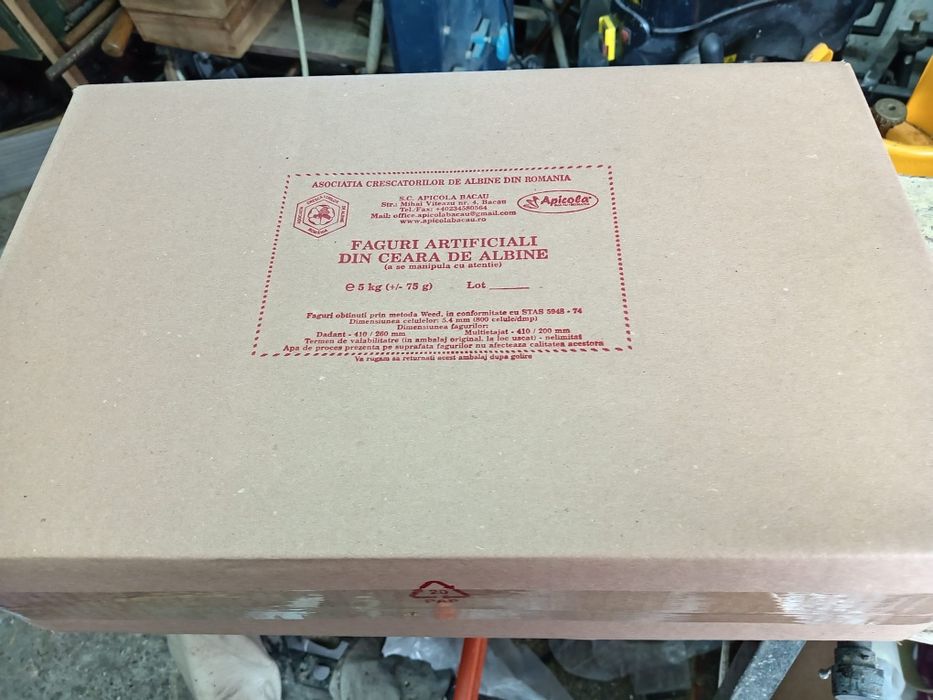 ASOCIATIA CRESCATORILOR DE ALBINE DIN ROMANIA
S.C. APICOLA BACAU
Str.: Mihai Viteazu nr. 4, Bacau
Tel./Fax: +40234580564
Mail: office.apicolabacau@gmail.com
www.apicolabacau.ro
Apicola
FAGURI ARTIFICIALI
DIN CEARA DE ALBINE
(a se manipula cu atentie)
℮ 5 kg (+/- 75 g) Lot ______
Faguri obtinuti prin metoda Weed, in conformitate cu STAS 5948 - 74
Dimensiunea celulelor: 5.4 mm (800 celule/dmp)
Dimensiunea fagurilor:
Dadant - 410 / 260 mm Multietajat - 410 / 200 mm
Termen de valabilitatre (in ambalaj original, la loc uscat) - nelimitat
Apa de proces prezenta pe suprafata fagurilor nu afecteaza calitatea acestora
Va rugam sa returnati acest ambalaj dupa golire
20
PAP